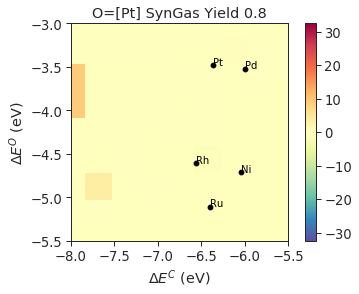 O=[Pt] SynGas Yield 0.8
−3.0
−3.5
−4.0
−4.5
−5.0
−5.5
ΔE^O (eV)
Pt
Pd
Rh
Ni
Ru
−8.0 −7.5 −7.0 −6.5 −6.0 −5.5
ΔE^C (eV)
30
20
10
0
−10
−20
−30